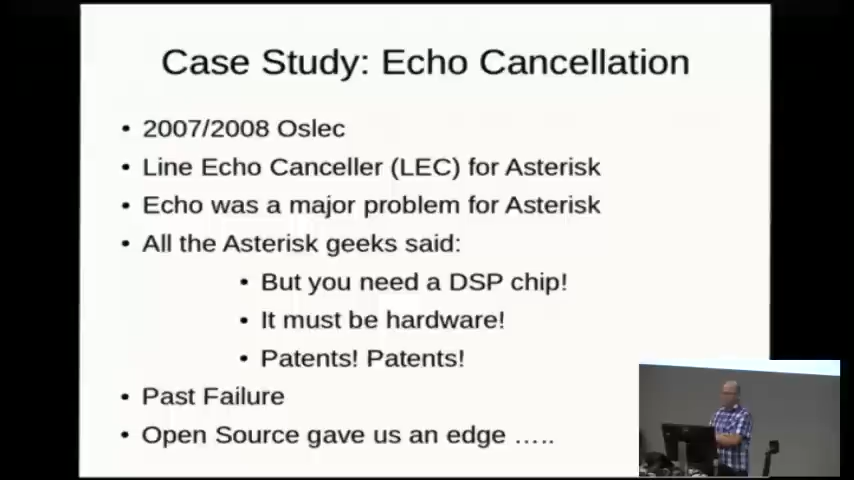 Case Study: Echo Cancellation
• 2007/2008 Oslec
• Line Echo Canceller (LEC) for Asterisk
• Echo was a major problem for Asterisk
• All the Asterisk geeks said:
• But you need a DSP chip!
• It must be hardware!
• Patents! Patents!
• Past Failure
• Open Source gave us an edge …..